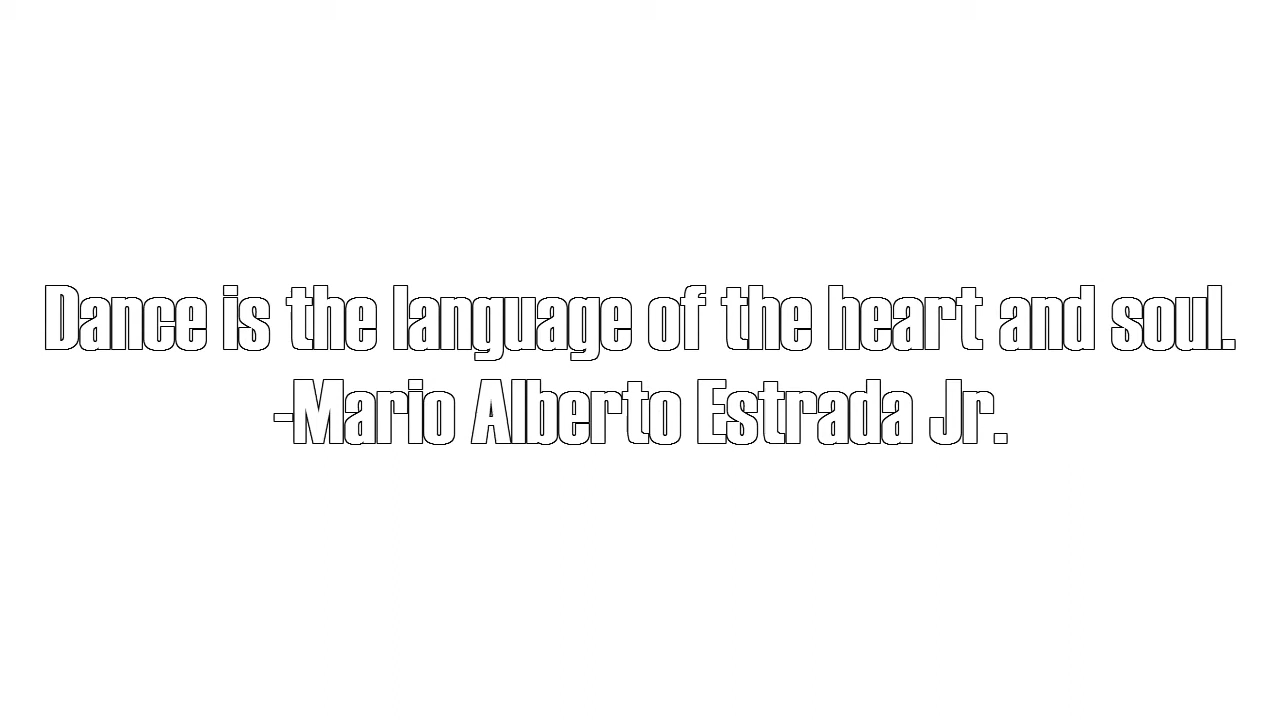 Dance is the language of the heart and soul.
-Mario Alberto Estrada Jr.